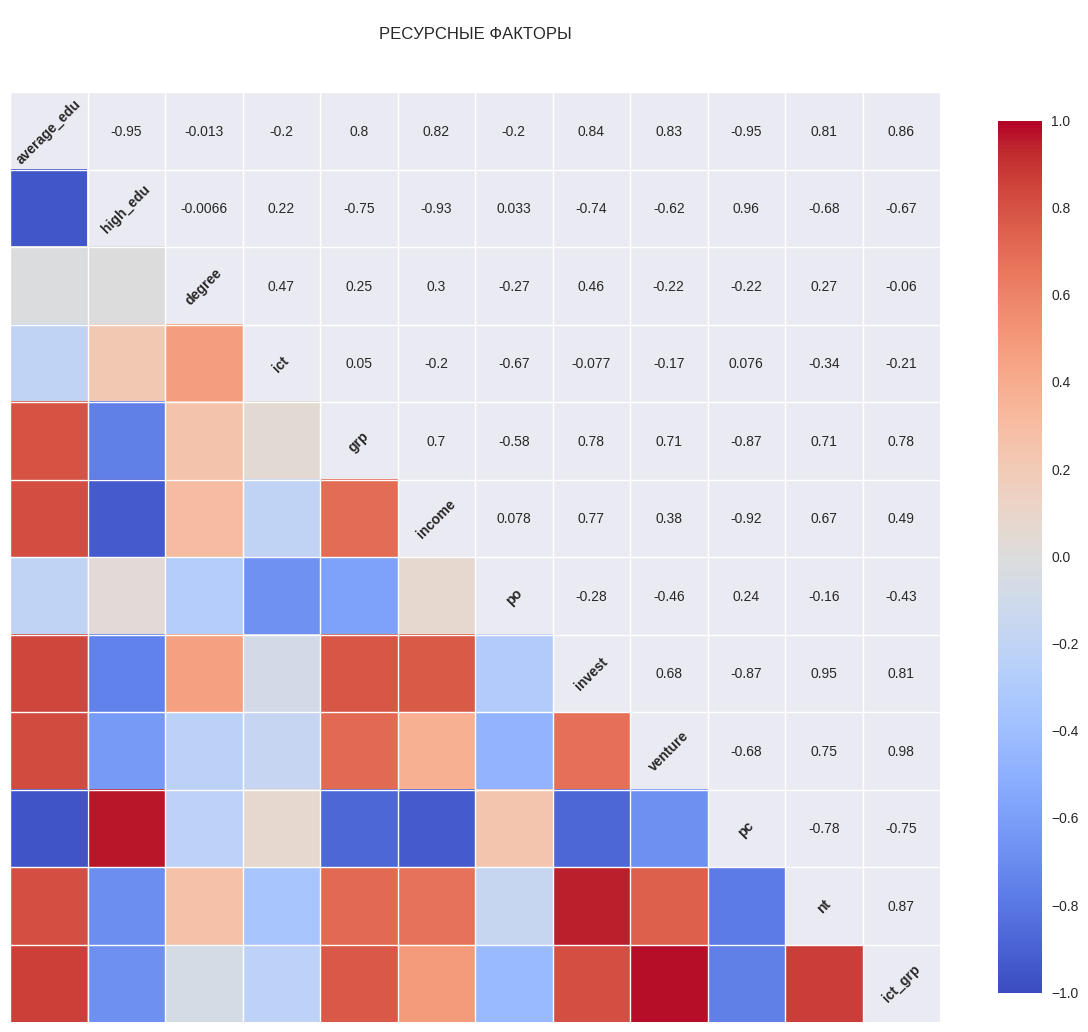 РЕСУРСНЫЕ ФАКТОРЫ
average_edu -0.95 -0.013 -0.2 0.8 0.82 -0.2 0.84 0.83 -0.95 0.81 0.86
high_edu -0.0066 0.22 -0.75 -0.93 0.033 -0.74 -0.62 0.96 -0.68 -0.67
degree 0.47 0.25 0.3 -0.27 0.46 -0.22 -0.22 0.27 -0.06
ict 0.05 -0.2 -0.67 -0.077 -0.17 0.076 -0.34 -0.21
grp 0.7 -0.58 0.78 0.71 -0.87 0.71 0.78
income 0.078 0.77 0.38 -0.92 0.67 0.49
po -0.28 -0.46 0.24 -0.16 -0.43
invest 0.68 -0.87 0.95 0.81
venture -0.68 0.75 0.98
pc -0.78 -0.75
nt 0.87
ict_grp
1.0
0.8
0.6
0.4
0.2
0.0
−0.2
−0.4
−0.6
−0.8
−1.0